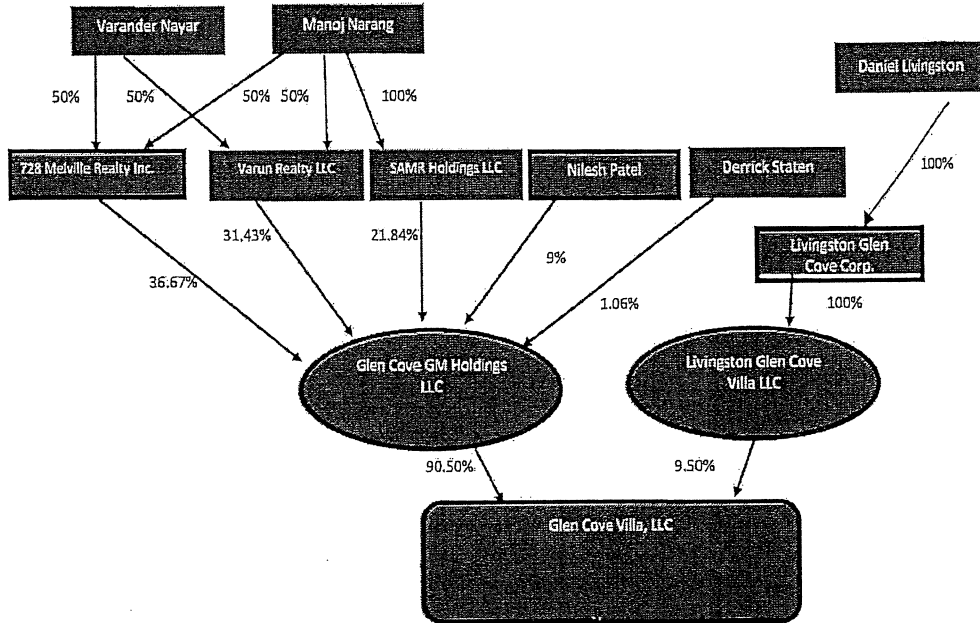 Varander Nayar
Manoj Narang
Daniel Livingston
50%
50%
50%
50%
100%
100%
728 Melville Realty Inc.
Varun Realty LLC
SAMR Holdings LLC
Nilesh Patel
Derrick Staten
Livingston Glen
Cove Corp.
36.67%
31.43%
21.84%
9%
1.06%
100%
Glen Cove GM Holdings
LLC
Livingston Glen Cove
Villa LLC
90.50%
9.50%
Glen Cove Villa, LLC